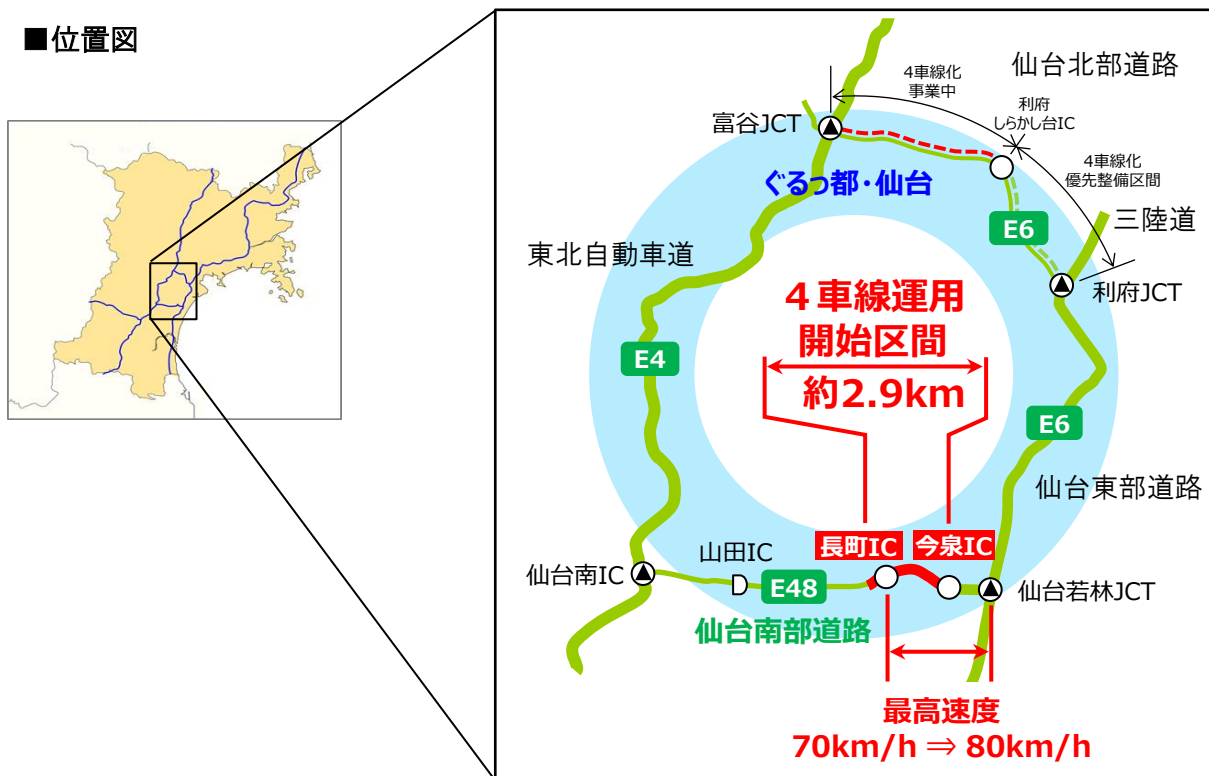 ■位置図
仙台北部道路
4車線化
事業中
利府
しらかし台IC
富谷JCT
4車線化
優先整備区間
ぐるっ都・仙台
E6
三陸道
東北自動車道
利府JCT
4車線運用
開始区間
E4
約2.9km
E6
仙台東部道路
長町IC
今泉IC
山田IC
仙台南IC
E48
仙台若林JCT
仙台南部道路
最高速度
70km/h ⇒ 80km/h